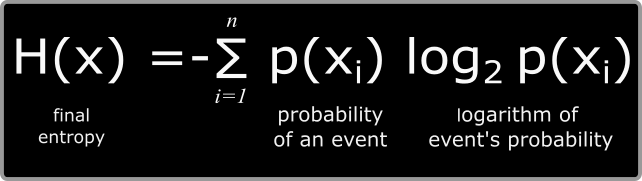 n
H(x) =-∑ p(xᵢ) log₂ p(xᵢ)
i=1
final
entropy
probability
of an event
logarithm of
event's probability